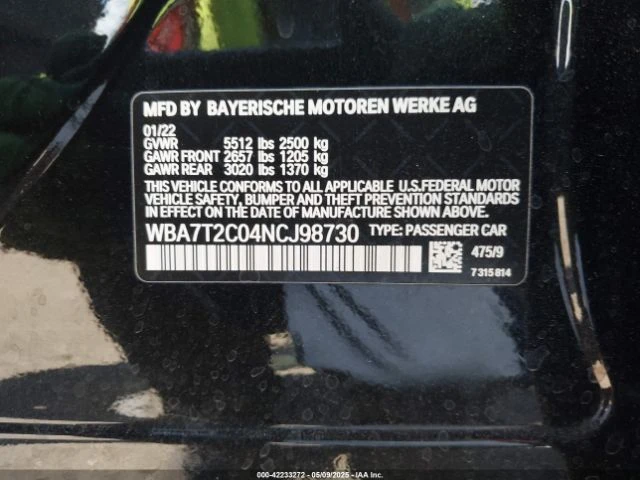 MFD BY BAYERISCHE MOTOREN WERKE AG
01/22
GVWR 5512 lbs 2500 kg
GAWR FRONT 2657 lbs 1205 kg
GAWR REAR 3020 lbs 1370 kg
THIS VEHICLE CONFORMS TO ALL APPLICABLE U.S.FEDERAL MOTOR
VEHICLE SAFETY, BUMPER AND THEFT PREVENTION STANDARDS
IN EFFECT ON THE DATE OF MANUFACTURE SHOWN ABOVE.
WBA7T2C04NCJ98730 TYPE: PASSENGER CAR
475/9
7 315 814
000-42233272 — 05/09/2025 — Copyright © 2025 IAA, Inc.